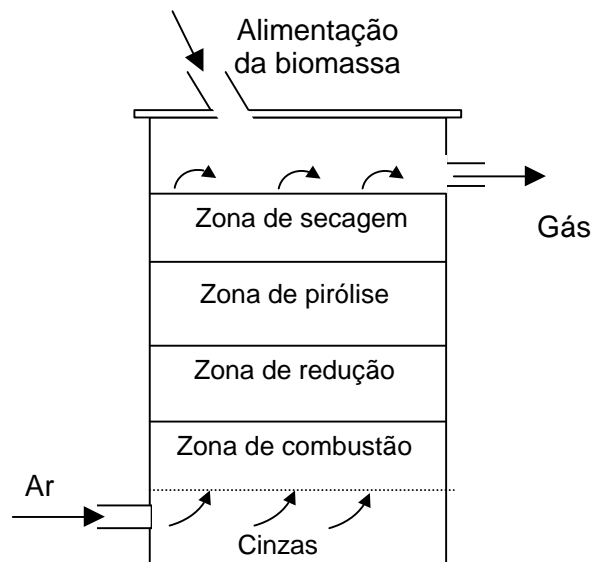 Alimentação
da biomassa
Zona de secagem
Gás
Zona de pirólise
Zona de redução
Zona de combustão
Ar
Cinzas